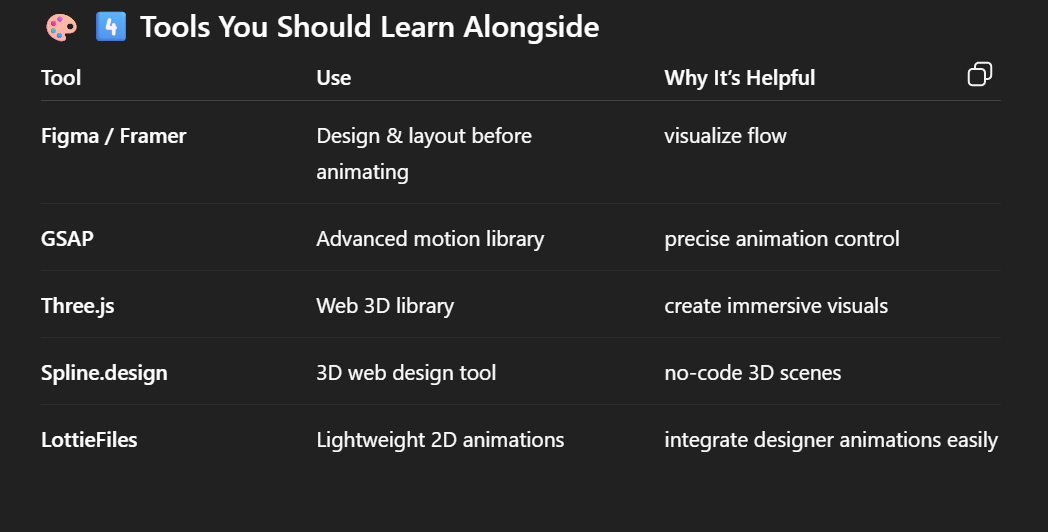 🎨 4️⃣ Tools You Should Learn Alongside
Tool Use Why It’s Helpful
Figma / Framer Design & layout before visualize flow
animating
GSAP Advanced motion library precise animation control
Three.js Web 3D library create immersive visuals
Spline.design 3D web design tool no-code 3D scenes
LottieFiles Lightweight 2D animations integrate designer animations easily